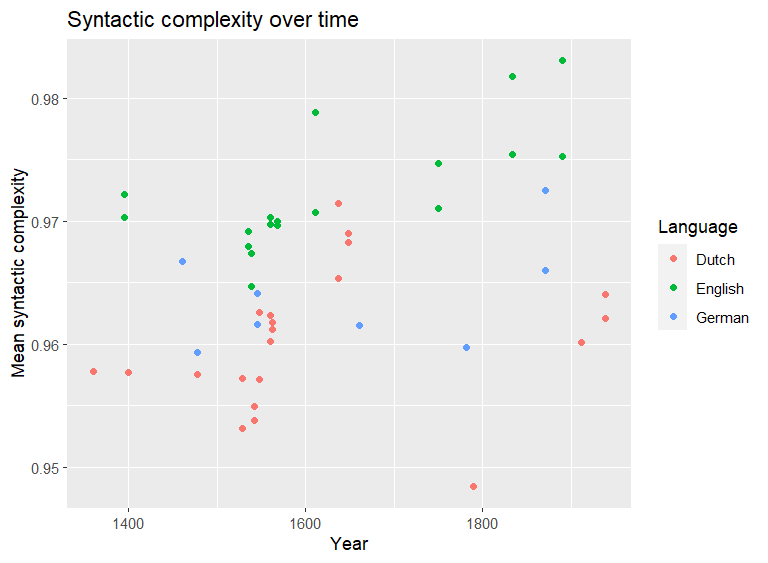 Syntactic complexity over time
0.98
0.97
0.96
0.95
Mean syntactic complexity
1400
1600
1800
Year
Language
Dutch
English
German